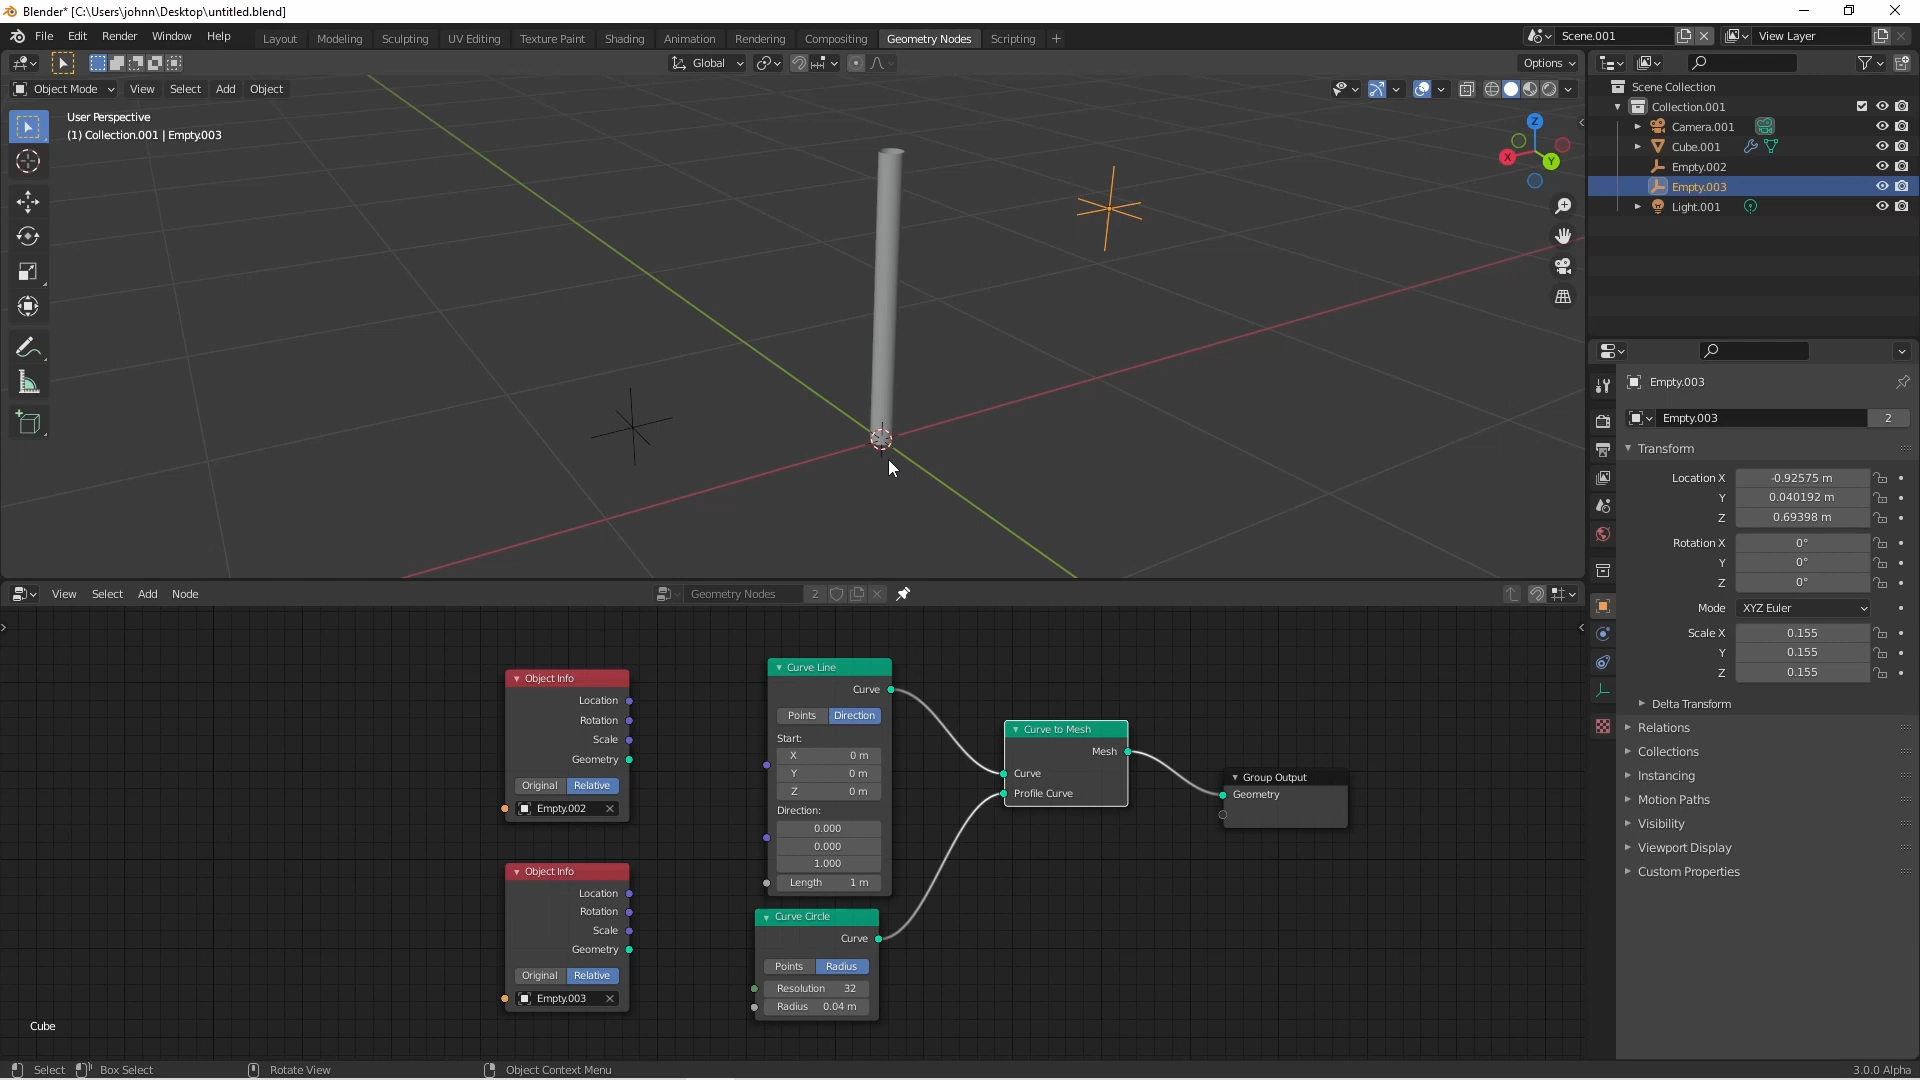 Blender* [C:\Users\johnn\Desktop\untitled.blend]
File Edit Render Window Help
Layout Modeling Sculpting UV Editing Texture Paint Shading Animation Rendering Compositing Geometry Nodes Scripting +
Scene.001
View Layer
Global
Options
Object Mode View Select Add Object
User Perspective
(1) Collection.001 | Empty.003
Z
X
Y
Scene Collection
Collection.001
Camera.001
Cube.001
Empty.002
Empty.003
Light.001
Empty.003
Empty.003 2
Transform
Location X -0.92575 m
Y 0.040192 m
Z 0.69398 m
Rotation X 0°
Y 0°
Z 0°
Mode XYZ Euler
Scale X 0.155
Y 0.155
Z 0.155
Delta Transform
Relations
Collections
Instancing
Motion Paths
Visibility
Viewport Display
Custom Properties
View Select Add Node
Geometry Nodes 2
Object Info
Location
Rotation
Scale
Geometry
Original Relative
Empty.002
Object Info
Location
Rotation
Scale
Geometry
Original Relative
Empty.003
Curve Line
Curve
Points Direction
Start:
X 0 m
Y 0 m
Z 0 m
Direction:
0.000
0.000
1.000
Length 1 m
Curve Circle
Curve
Points Radius
Resolution 32
Radius 0.04 m
Curve to Mesh
Mesh
Curve
Profile Curve
Group Output
Geometry
Cube
Select Box Select Rotate View Object Context Menu
3.0.0 Alpha